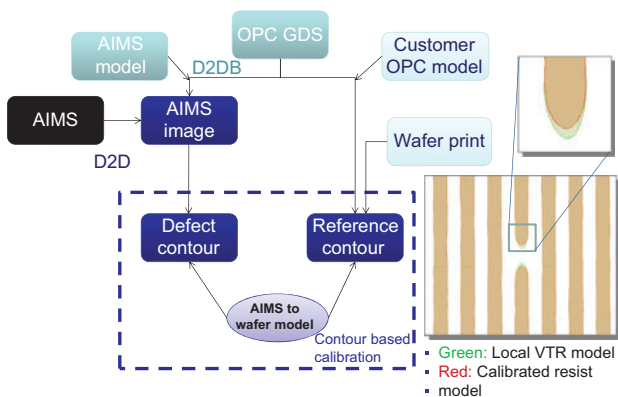 AIMS
model
OPC GDS
Customer
OPC model
D2DB
AIMS
AIMS
image
Wafer print
D2D
Defect
contour
Reference
contour
AIMS to
wafer model
Contour based
calibration
▪ Green: Local VTR model
▪ Red: Calibrated resist
▪ model